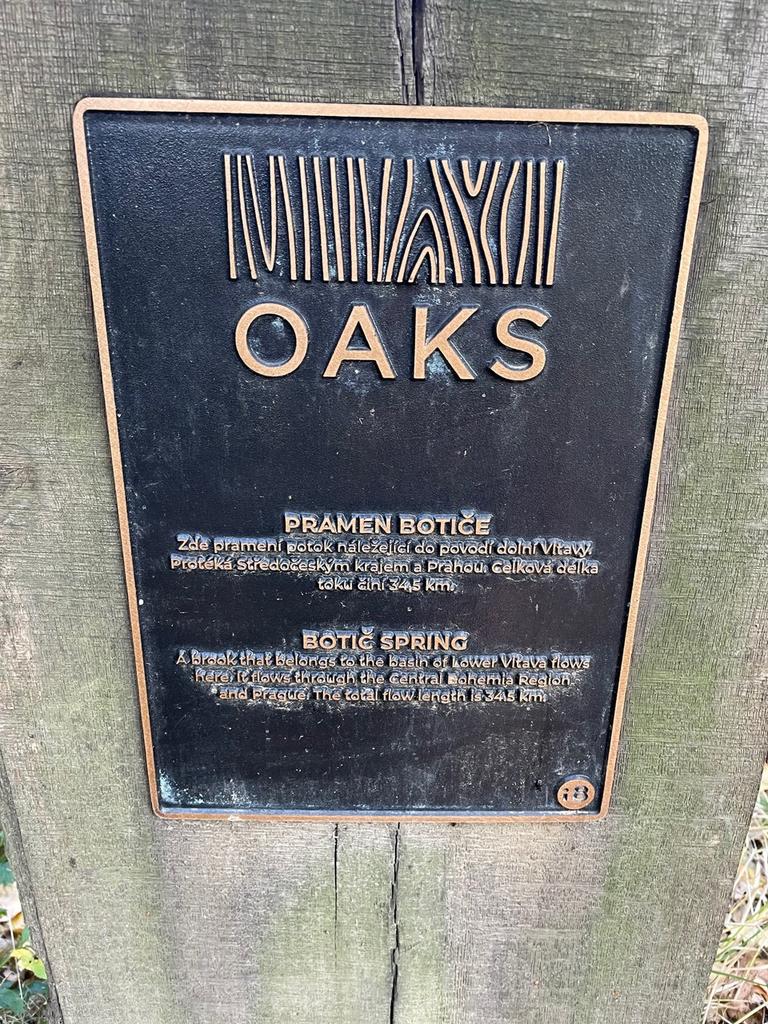 OAKS
PRAMEN BOTIČE
Zde pramení potok náležející do povodí dolní Vltavy.
Protéká Středočeským krajem a Prahou. Celková délka
toku činí 34,5 km.
BOTIČ SPRING
A brook that belongs to the basin of Lower Vltava flows
here. It flows through the Central Bohemia Region
and Prague. The total flow length is 34.5 km.